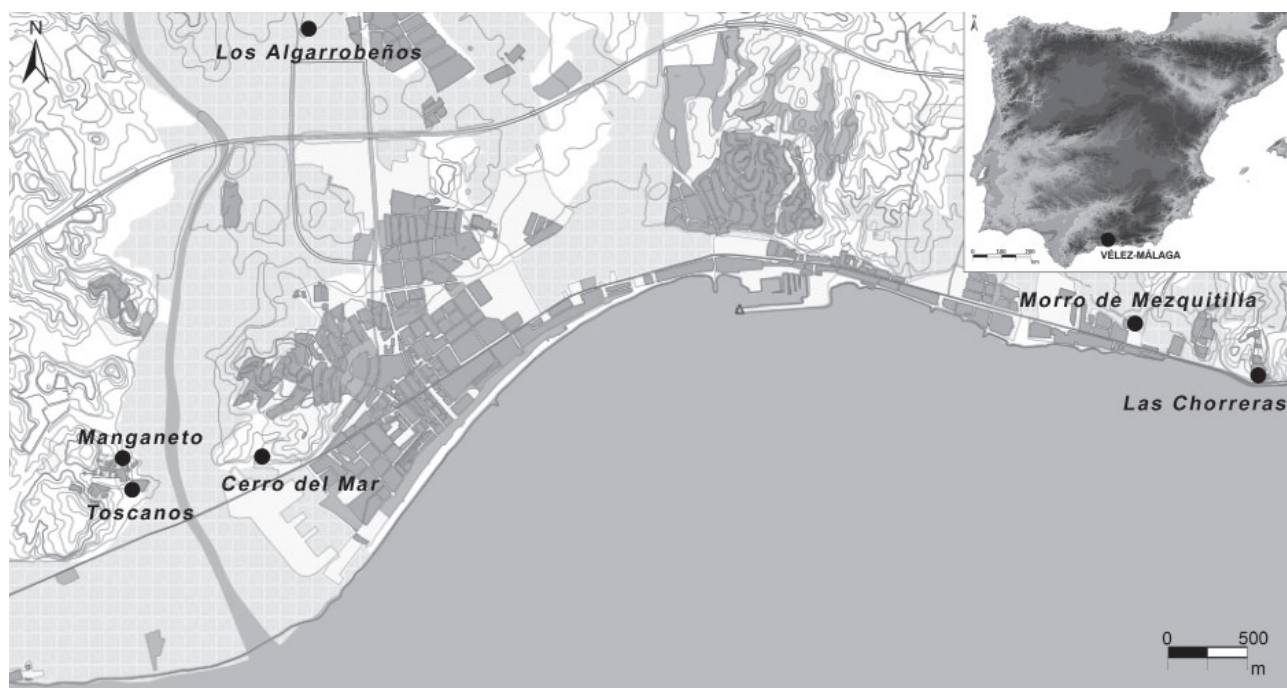 N
Los Algarrobeños
VÉLEZ-MÁLAGA
Morro de Mezquitilla
Las Chorreras
Manganeto
Cerro del Mar
Toscanos
0 500
m